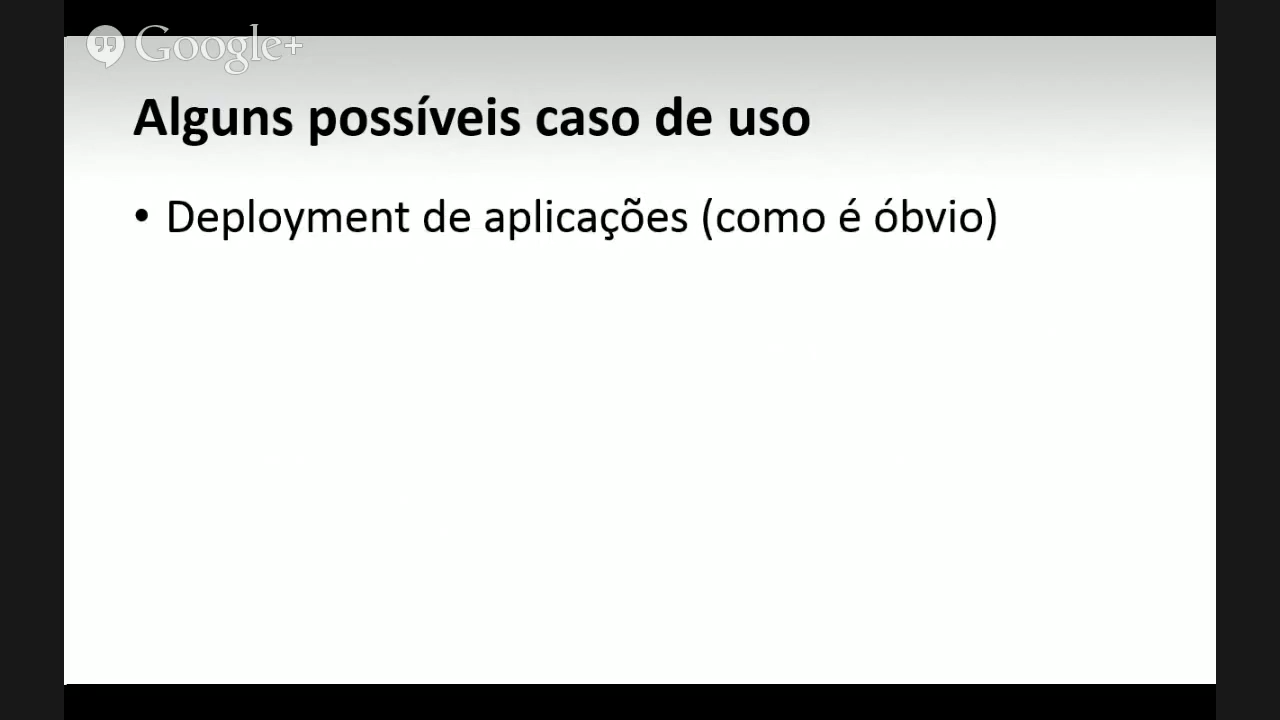 Google+
Alguns possíveis caso de uso
• Deployment de aplicações (como é óbvio)